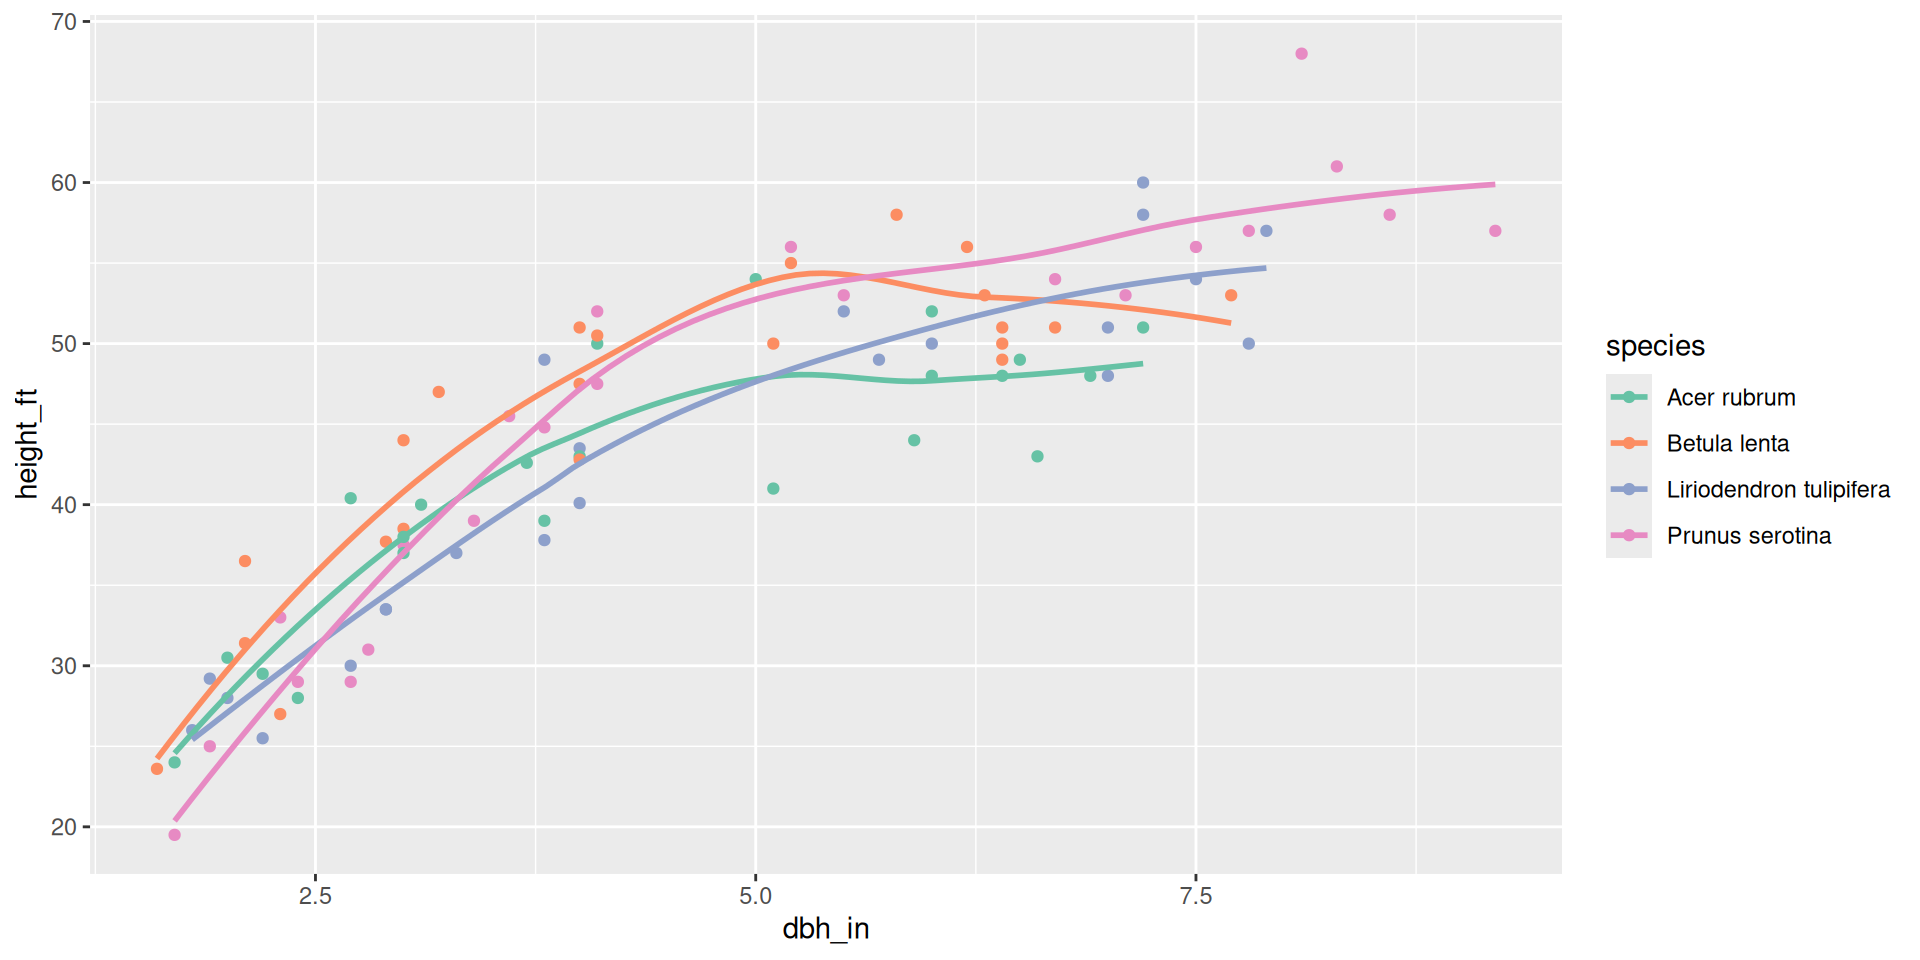 70
60
50
40
30
20
height_ft
2.5 5.0 7.5
dbh_in
species
Acer rubrum
Betula lenta
Liriodendron tulipifera
Prunus serotina